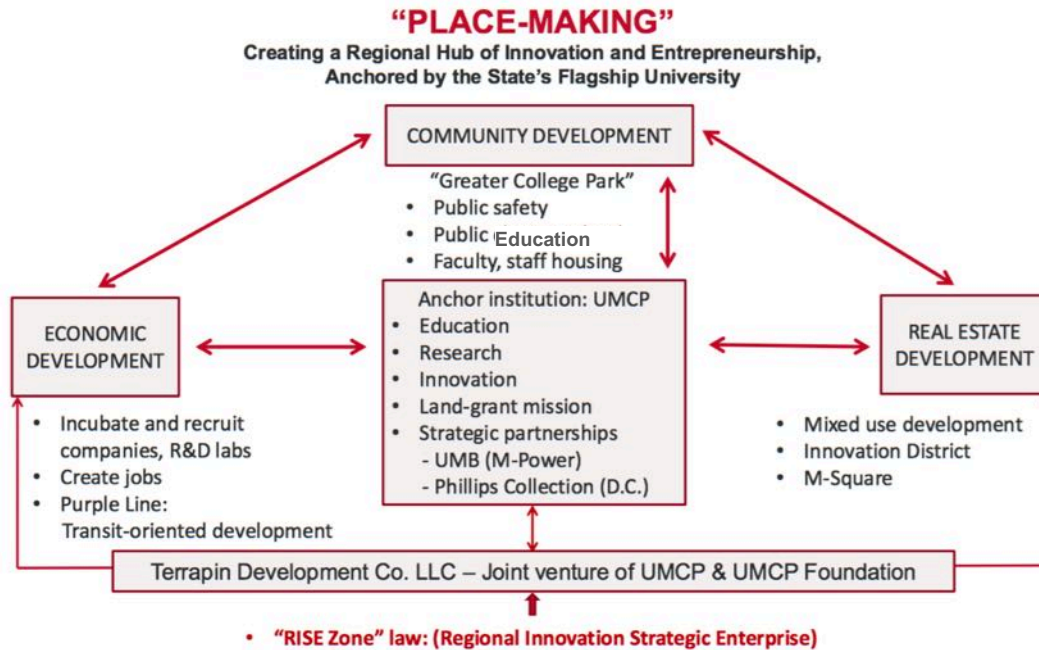 “PLACE-MAKING”
Creating a Regional Hub of Innovation and Entrepreneurship,
Anchored by the State’s Flagship University
COMMUNITY DEVELOPMENT
“Greater College Park”
• Public safety
• Public Education
• Faculty, staff housing
ECONOMIC
DEVELOPMENT
• Incubate and recruit
companies, R&D labs
• Create jobs
• Purple Line:
Transit-oriented development
Anchor institution: UMCP
• Education
• Research
• Innovation
• Land-grant mission
• Strategic partnerships
- UMB (M-Power)
- Phillips Collection (D.C.)
REAL ESTATE
DEVELOPMENT
• Mixed use development
• Innovation District
• M-Square
Terrapin Development Co. LLC – Joint venture of UMCP & UMCP Foundation
• “RISE Zone” law: (Regional Innovation Strategic Enterprise)